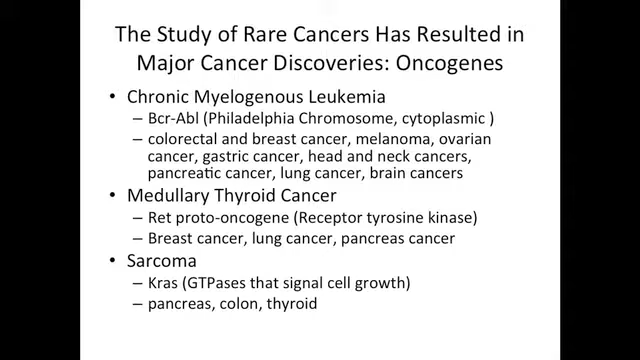 The Study of Rare Cancers Has Resulted in
Major Cancer Discoveries: Oncogenes
• Chronic Myelogenous Leukemia
– Bcr-Abl (Philadelphia Chromosome, cytoplasmic )
– colorectal and breast cancer, melanoma, ovarian
cancer, gastric cancer, head and neck cancers,
pancreatic cancer, lung cancer, brain cancers
• Medullary Thyroid Cancer
– Ret proto-oncogene (Receptor tyrosine kinase)
– Breast cancer, lung cancer, pancreas cancer
• Sarcoma
– Kras (GTPases that signal cell growth)
– pancreas, colon, thyroid